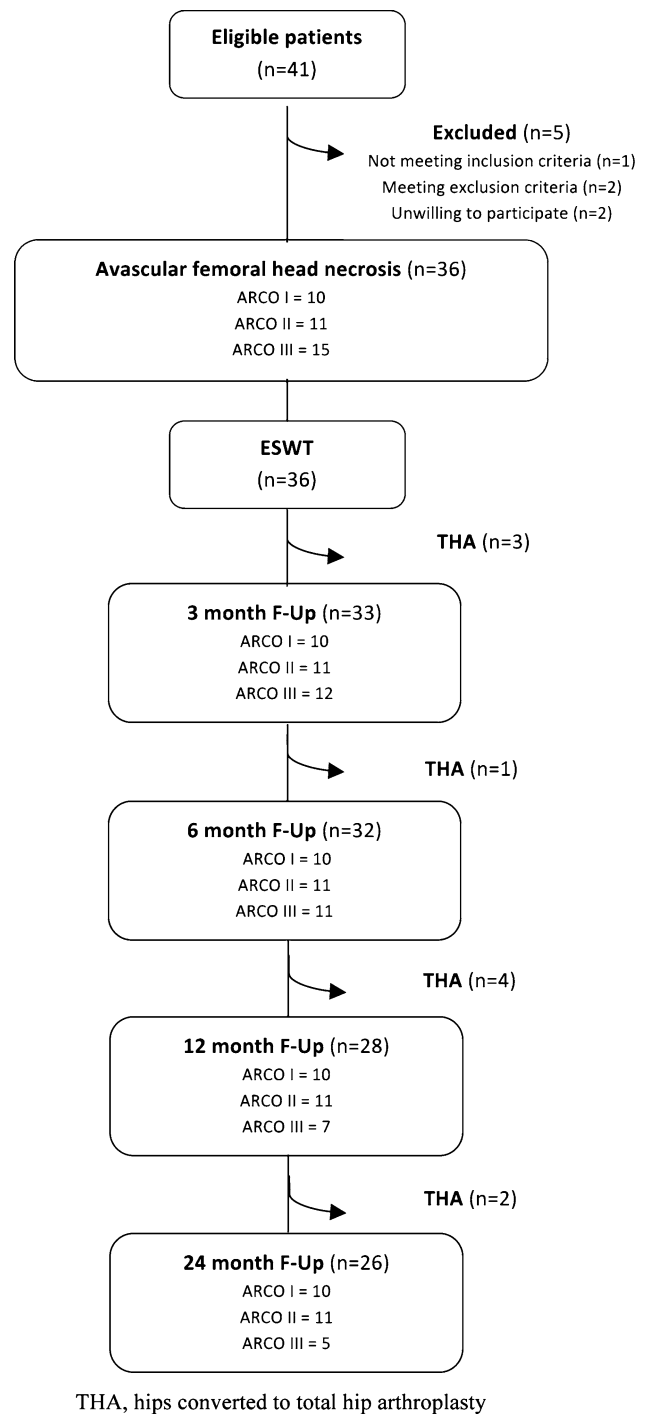 Eligible patients
(n=41)
Excluded (n=5)
Not meeting inclusion criteria (n=1)
Meeting exclusion criteria (n=2)
Unwilling to participate (n=2)
Avascular femoral head necrosis (n=36)
ARCO I = 10
ARCO II = 11
ARCO III = 15
ESWT
(n=36)
THA (n=3)
3 month F-Up (n=33)
ARCO I = 10
ARCO II = 11
ARCO III = 12
THA (n=1)
6 month F-Up (n=32)
ARCO I = 10
ARCO II = 11
ARCO III = 11
THA (n=4)
12 month F-Up (n=28)
ARCO I = 10
ARCO II = 11
ARCO III = 7
THA (n=2)
24 month F-Up (n=26)
ARCO I = 10
ARCO II = 11
ARCO III = 5
THA, hips converted to total hip arthroplasty